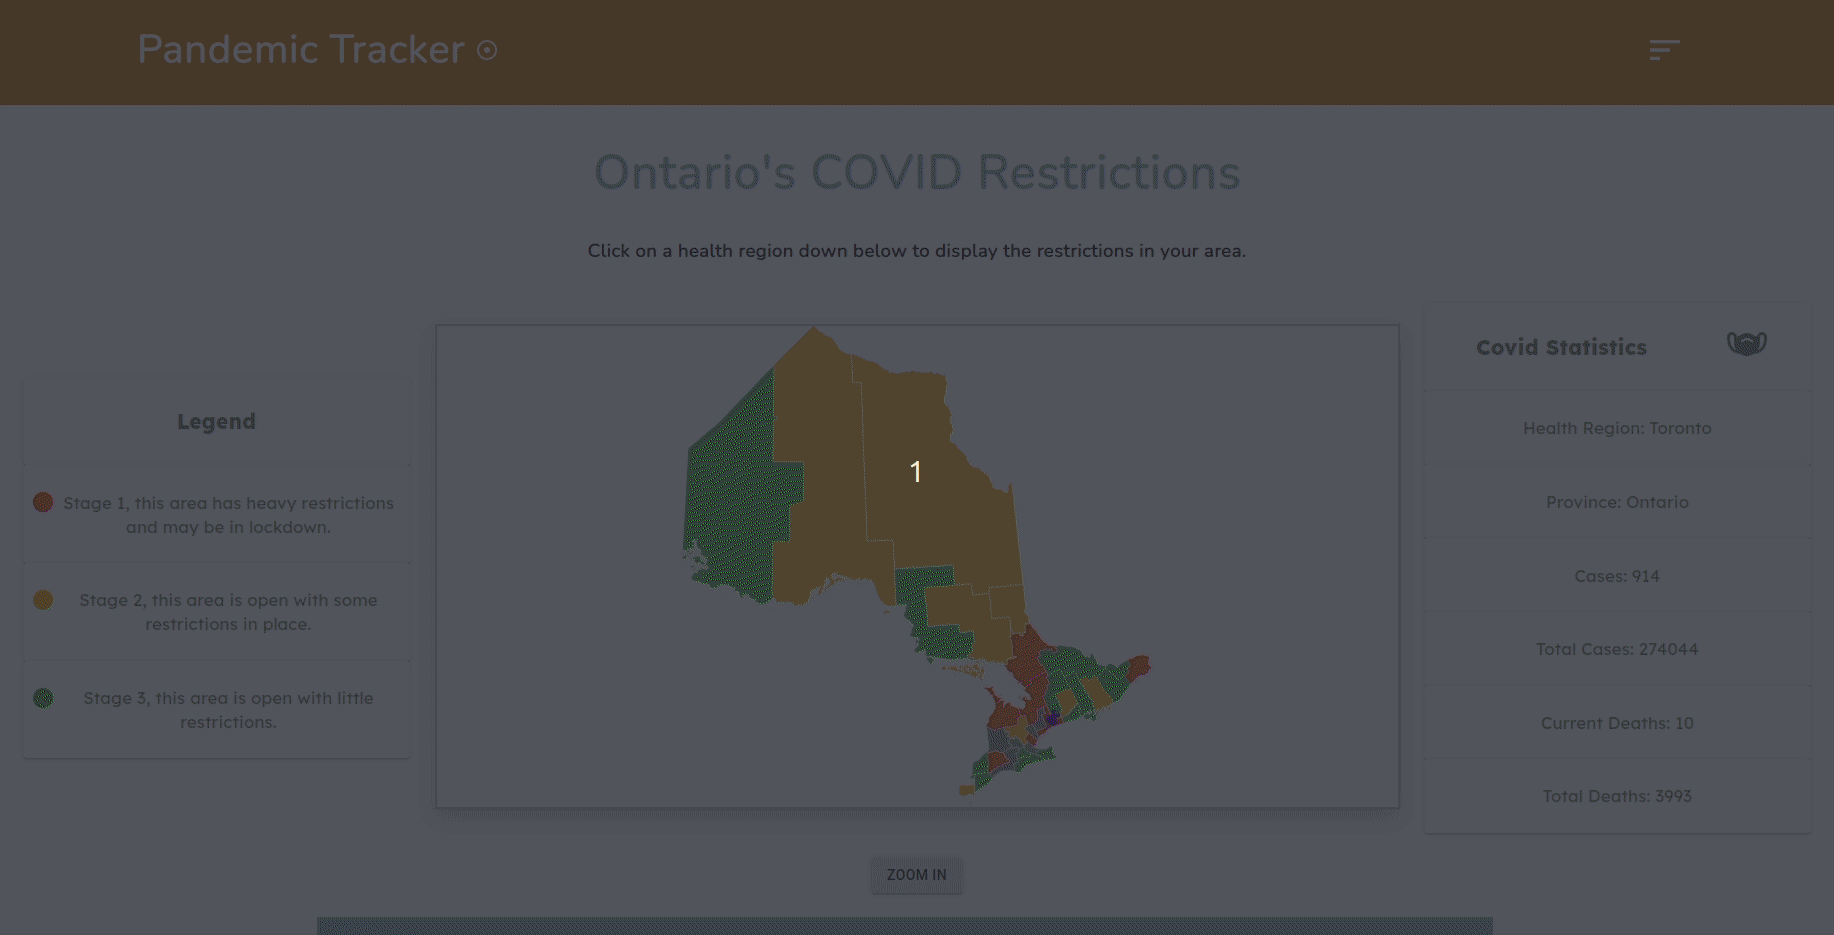 Pandemic Tracker
Ontario's COVID Restrictions
Click on a health region down below to display the restrictions in your area.
Legend
Stage 1, this area has heavy restrictions
and may be in lockdown.
Stage 2, this area is open with some
restrictions in place.
Stage 3, this area is open with little
restrictions.
1
Covid Statistics
Health Region: Toronto
Province: Ontario
Cases: 914
Total Cases: 274044
Current Deaths: 10
Total Deaths: 3993
ZOOM IN